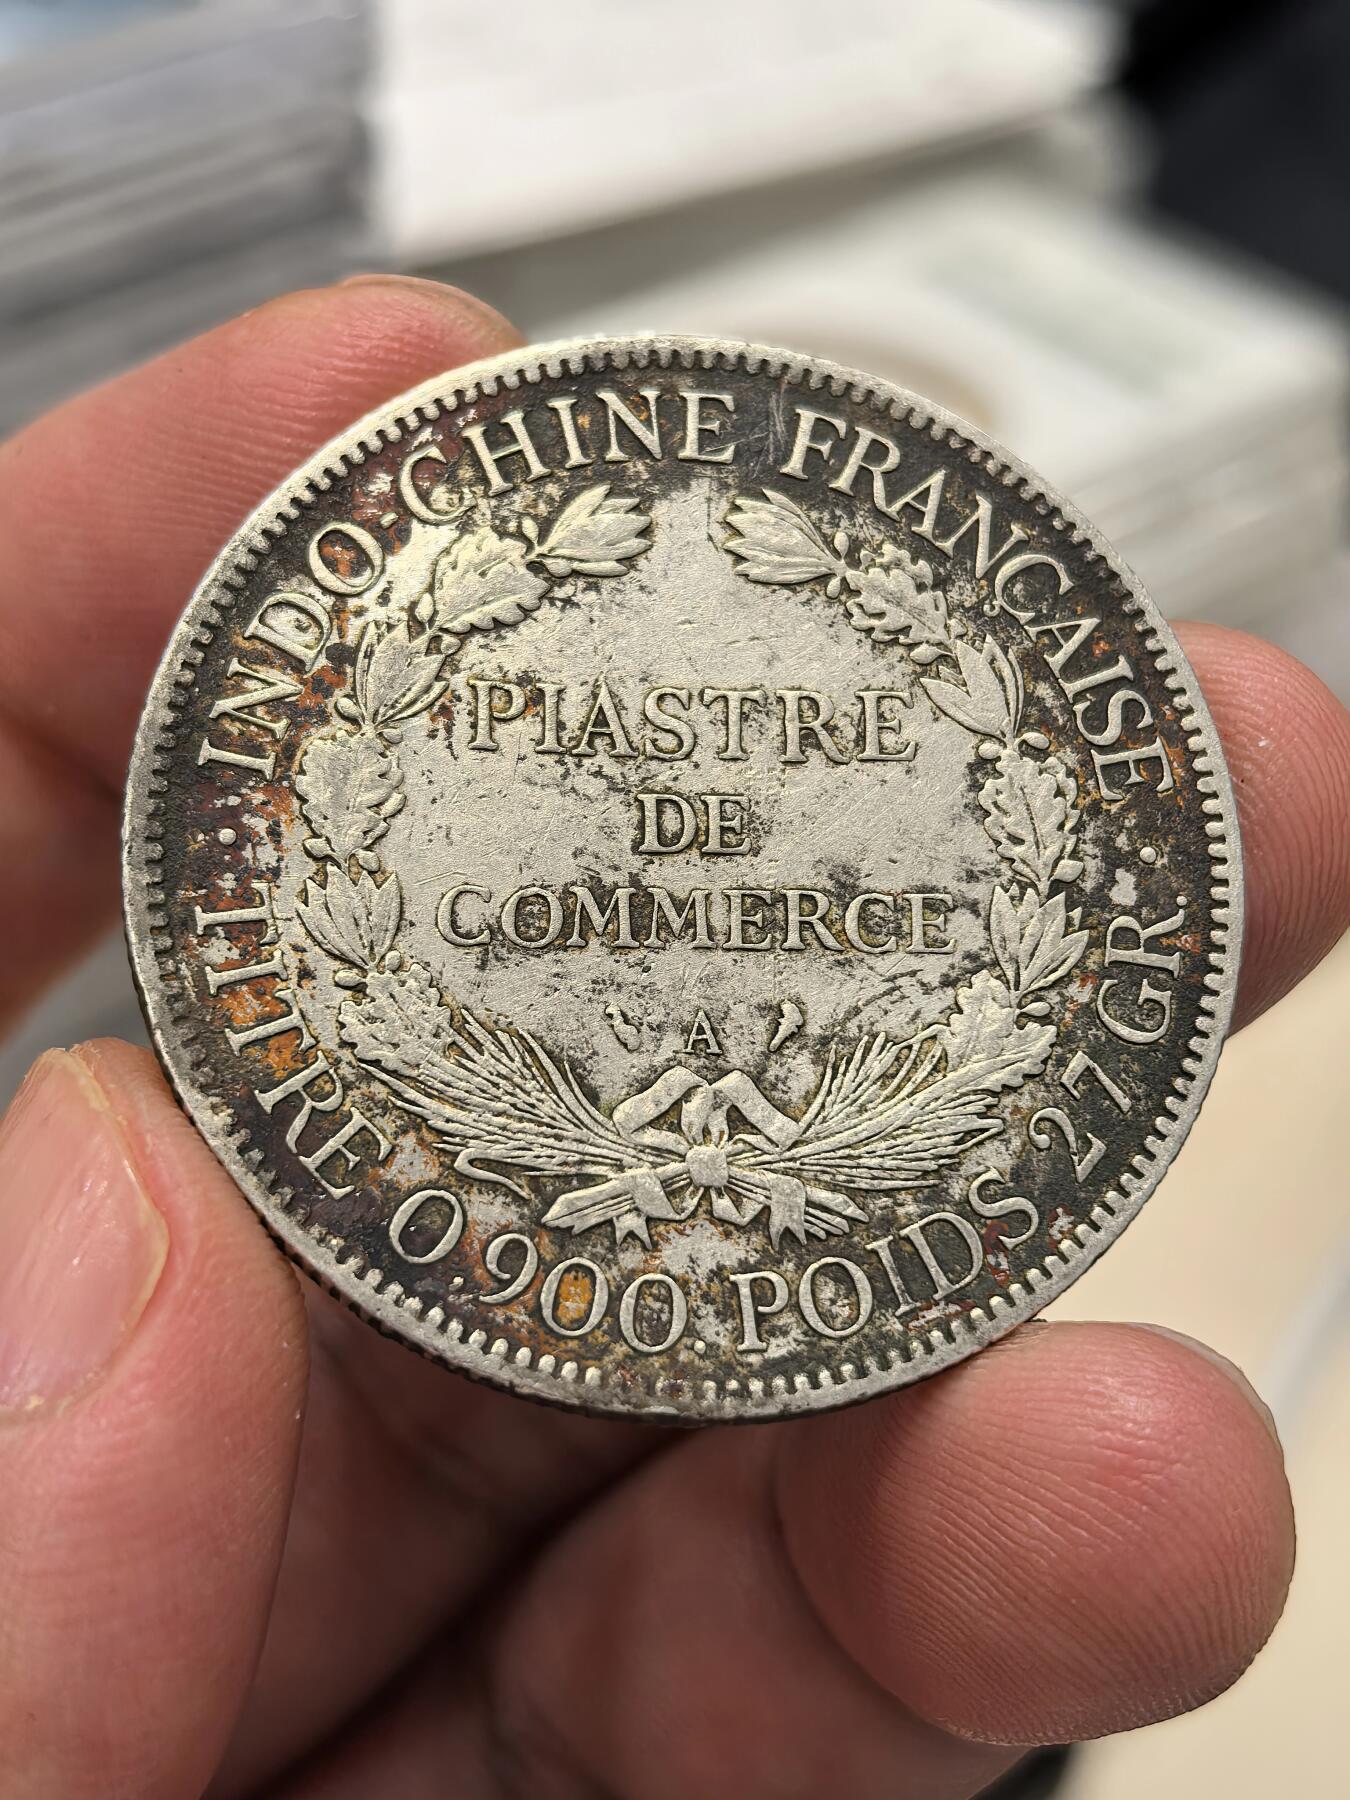 INDO-CHINE FRANÇAISE
PIASTRE
DE
COMMERCE
A
· TITRE 0,900. POIDS 27 GR. ·